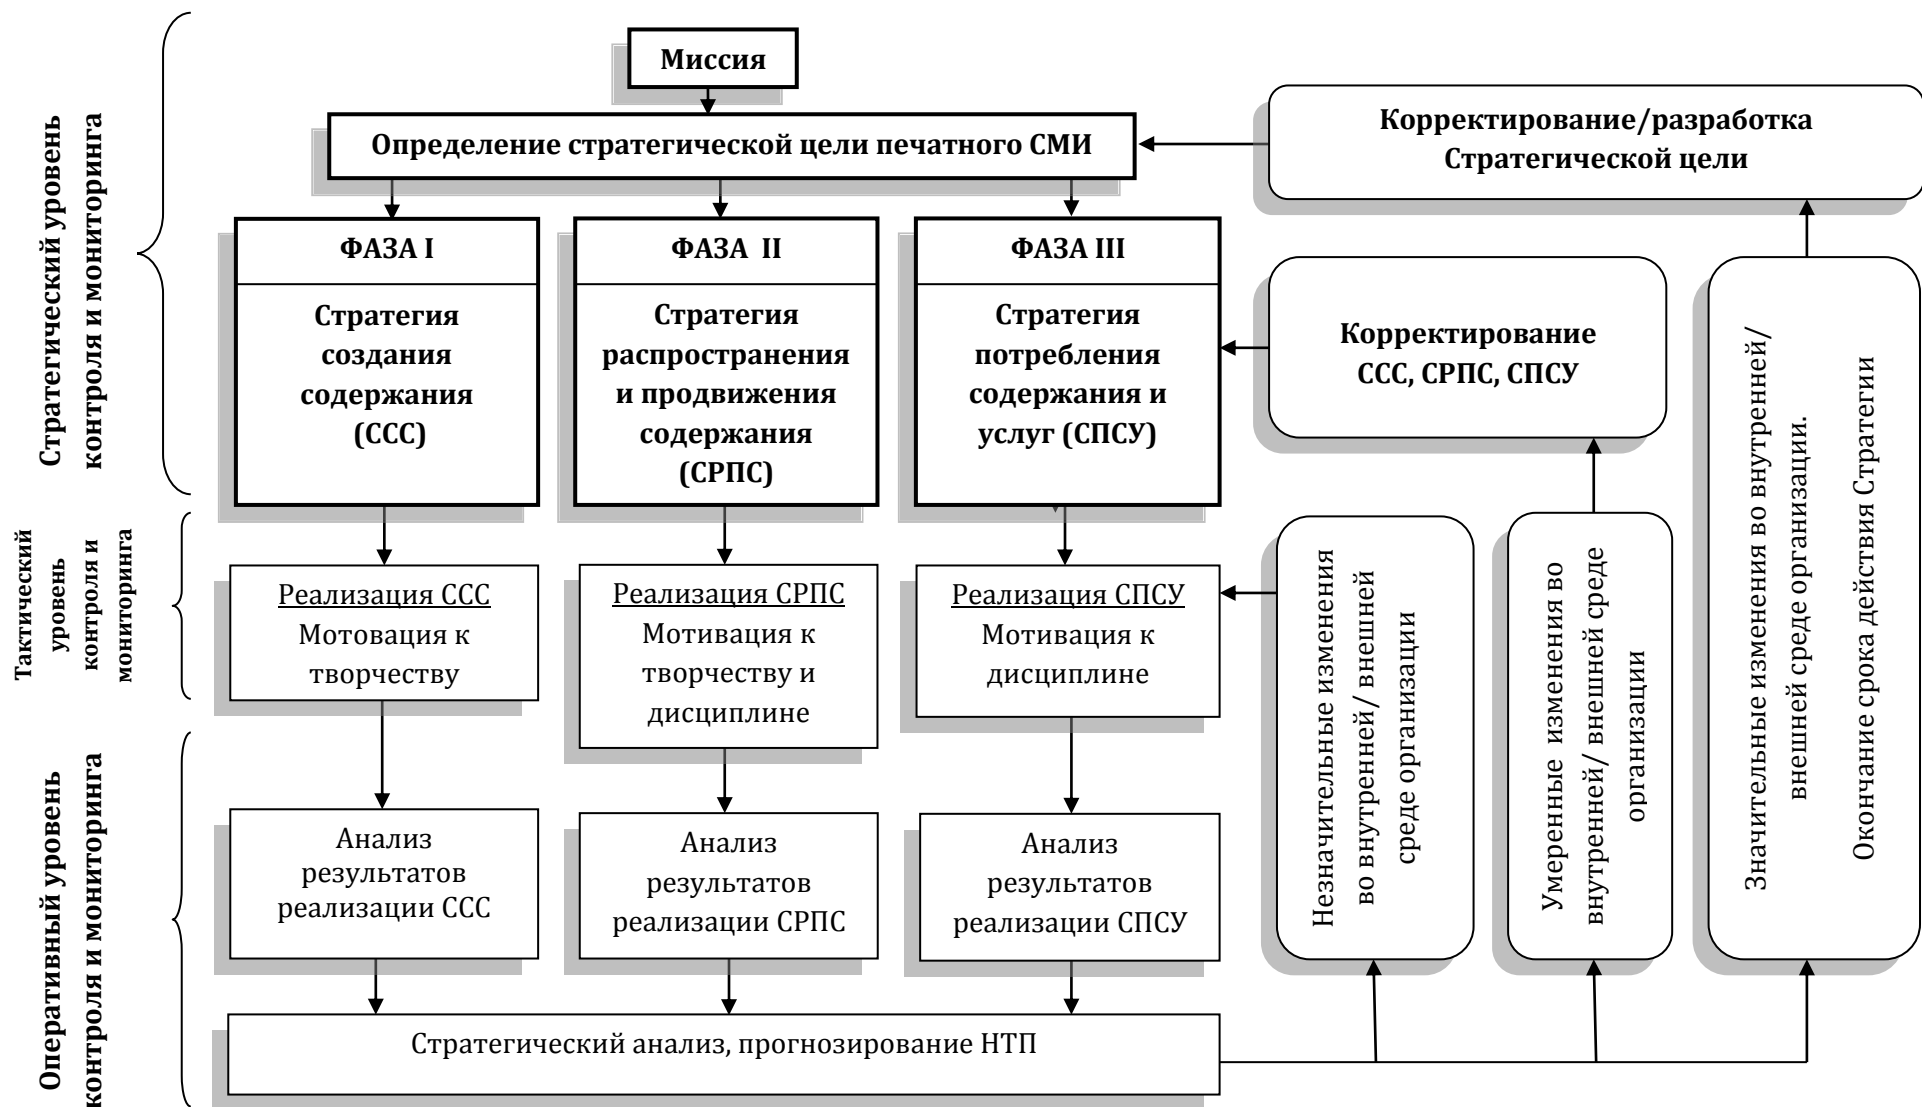 Миссия
Определение стратегической цели печатного СМИ
Корректирование/разработка
Стратегической цели
Стратегический уровень
контроля и мониторинга
ФАЗА I
Стратегия
создания
содержания
(ССС)
ФАЗА  II
Стратегия
распространения
и продвижения
содержания
(СРПС)
ФАЗА III
Стратегия
потребления
содержания и
услуг (СПСУ)
Корректирование
ССС, СРПС, СПСУ
Тактический
уровень
контроля и
мониторинга
Реализация ССС
Мотовация к
творчеству
Реализация СРПС
Мотивация к
творчеству и
дисциплине
Реализация СПСУ
Мотивация к
дисциплине
Незначительные изменения
во внутренней/ внешней
среде организации
Умеренные  изменения во
внутренней/ внешней среде
организации
Значительные изменения во внутренней/
внешней среде организации.
Окончание срока действия Стратегии
Оперативный уровень
контроля и мониторинга
Анализ
результатов
реализации ССС
Анализ
результатов
реализации СРПС
Анализ
результатов
реализации СПСУ
Стратегический анализ, прогнозирование НТП